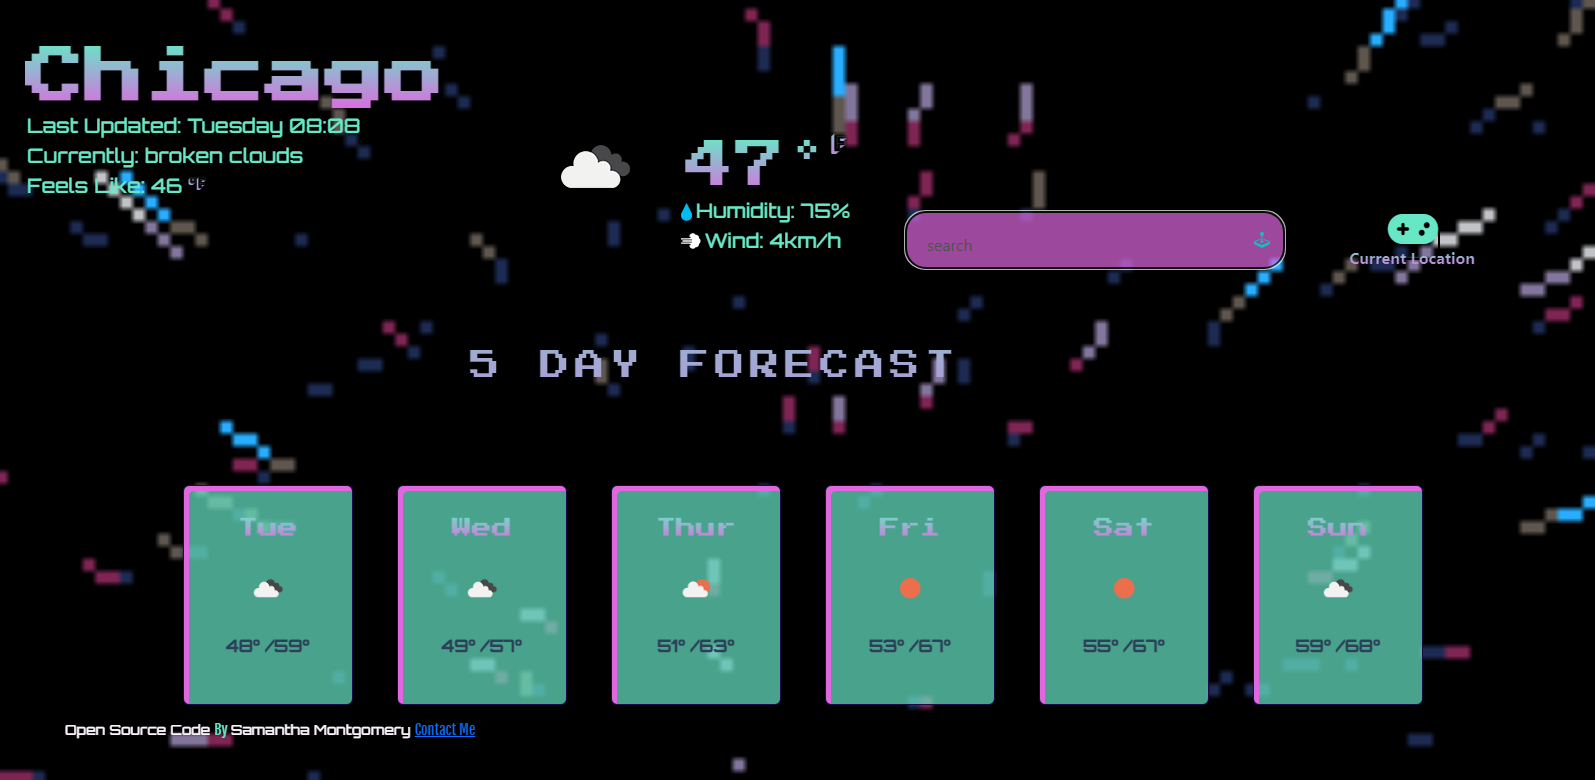 Chicago
Last Updated: Tuesday 08:08
Currently: broken clouds
Feels Like: 46 °F
47 °F
Humidity: 75%
Wind: 4km/h
search
Current Location
5 DAY FORECAST
Tue
48° /59°
Wed
49° /57°
Thur
51° /63°
Fri
53° /67°
Sat
55° /67°
Sun
59° /68°
Open Source Code By Samantha Montgomery Contact Me